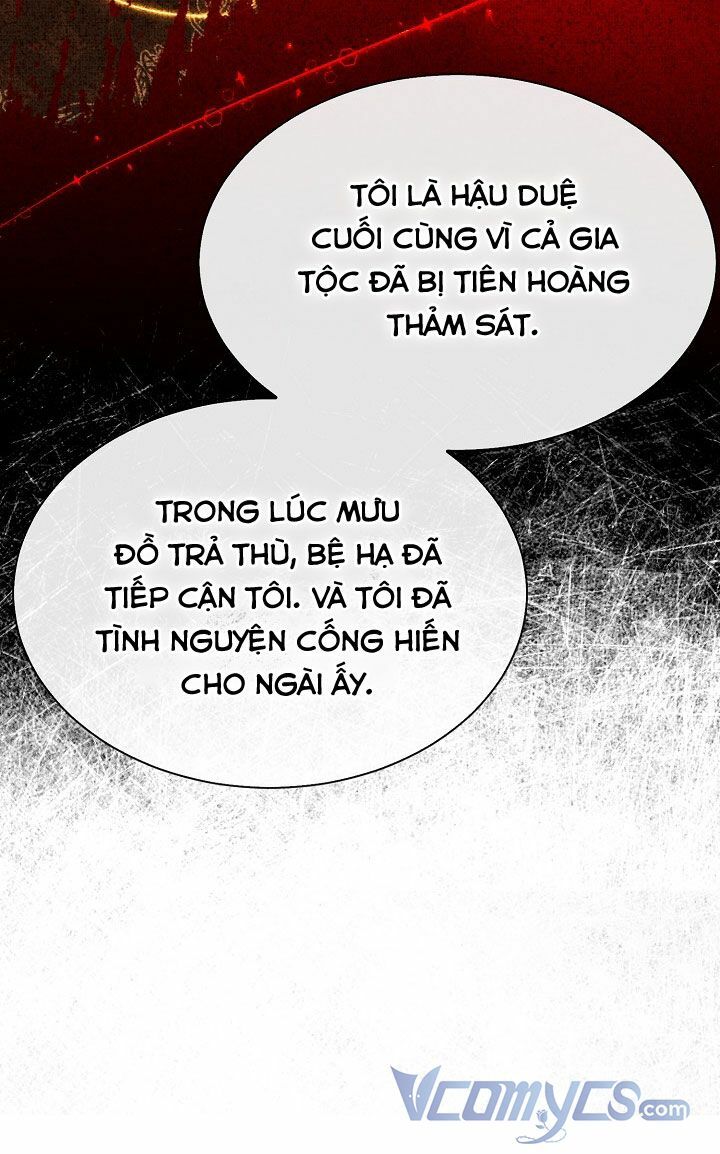 TÔI LÀ HẬU DUỆ
CUỐI CÙNG VÌ CẢ GIA
TỘC ĐÃ BỊ TIÊN HOÀNG
THẢM SÁT.
TRONG LÚC MƯU
ĐỒ TRẢ THÙ, BỆ HẠ ĐÃ
TIẾP CẬN TÔI. VÀ TÔI ĐÃ
TÌNH NGUYỆN CỐNG HIẾN
CHO NGÀI ẤY.
VCOMYCS.com